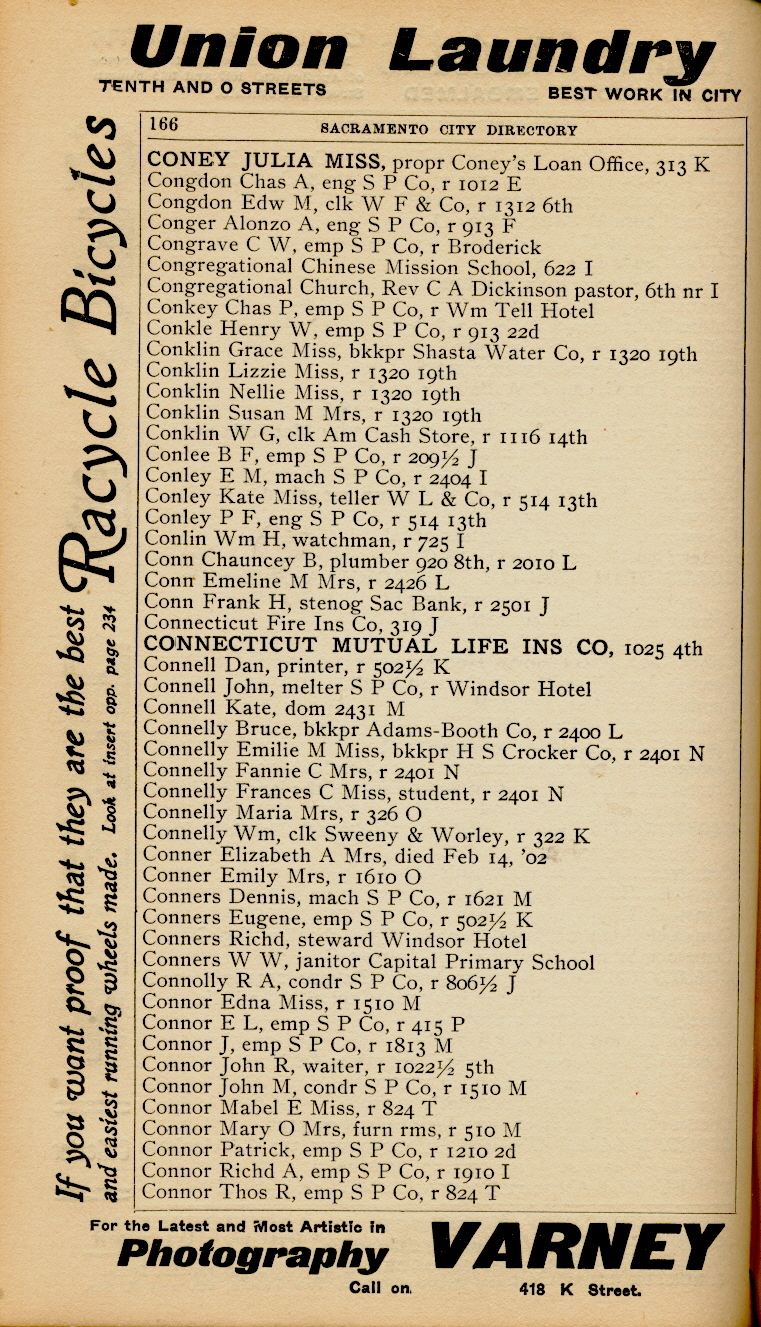 Union Laundry
TENTH AND O STREETS BEST WORK IN CITY
166 SACRAMENTO CITY DIRECTORY
CONEY JULIA MISS, propr Coney's Loan Office, 313 K
Congdon Chas A, eng S P Co, r 1012 E
Congdon Edw M, clk W F & Co, r 1312 6th
Conger Alonzo A, eng S P Co, r 913 F
Congrave C W, emp S P Co, r Broderick
Congregational Chinese Mission School, 622 I
Congregational Church, Rev C A Dickinson pastor, 6th nr I
Conkey Chas P, emp S P Co, r Wm Tell Hotel
Conkle Henry W, emp S P Co, r 913 22d
Conklin Grace Miss, bkkpr Shasta Water Co, r 1320 19th
Conklin Lizzie Miss, r 1320 19th
Conklin Nellie Miss, r 1320 19th
Conklin Susan M Mrs, r 1320 19th
Conklin W G, clk Am Cash Store, r 1116 14th
Conlee B F, emp S P Co, r 209½ J
Conley E M, mach S P Co, r 2404 I
Conley Kate Miss, teller W L & Co, r 514 13th
Conley P F, eng S P Co, r 514 13th
Conlin Wm H, watchman, r 725 I
Conn Chauncey B, plumber 920 8th, r 2010 L
Conn Emeline M Mrs, r 2426 L
Conn Frank H, stenog Sac Bank, r 2501 J
Connecticut Fire Ins Co, 319 J
CONNECTICUT MUTUAL LIFE INS CO, 1025 4th
Connell Dan, printer, r 502½ K
Connell John, melter S P Co, r Windsor Hotel
Connell Kate, dom 2431 M
Connelly Bruce, bkkpr Adams-Booth Co, r 2400 L
Connelly Emilie M Miss, bkkpr H S Crocker Co, r 2401 N
Connelly Fannie C Mrs, r 2401 N
Connelly Frances C Miss, student, r 2401 N
Connelly Maria Mrs, r 326 O
Connelly Wm, clk Sweeny & Worley, r 322 K
Conner Elizabeth A Mrs, died Feb 14, '02
Conner Emily Mrs, r 1610 O
Conners Dennis, mach S P Co, r 1621 M
Conners Eugene, emp S P Co, r 502½ K
Conners Richd, steward Windsor Hotel
Conners W W, janitor Capital Primary School
Connolly R A, condr S P Co, r 806½ J
Connor Edna Miss, r 1510 M
Connor E L, emp S P Co, r 415 P
Connor J, emp S P Co, r 1813 M
Connor John R, waiter, r 1022½ 5th
Connor John M, condr S P Co, r 1510 M
Connor Mabel E Miss, r 824 T
Connor Mary O Mrs, furn rms, r 510 M
Connor Patrick, emp S P Co, r 1210 2d
Connor Richd A, emp S P Co, r 1910 I
Connor Thos R, emp S P Co, r 824 T
If you want proof that they are the best Racycle Bicycles
and easiest running wheels made. Look at insert opp. page 234
For the Latest and Most Artistic in
Photography VARNEY
Call on 418 K Street.